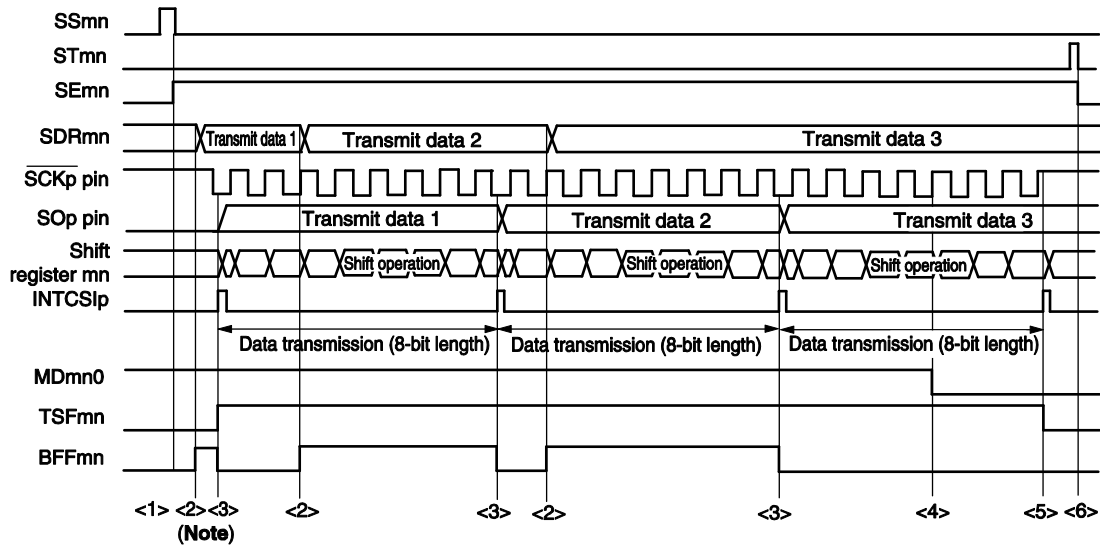 SSmn
STmn
SEmn
SDRmn Transmit data 1 Transmit data 2 Transmit data 3
SCKp pin
SOp pin Transmit data 1 Transmit data 2 Transmit data 3
Shift
register mn Shift operation Shift operation Shift operation
INTCSIp
Data transmission (8-bit length) Data transmission (8-bit length) Data transmission (8-bit length)
MDmn0
TSFmn
BFFmn
<1> <2> <3> <2> <3> <2> <3> <4> <5> <6>
(Note)